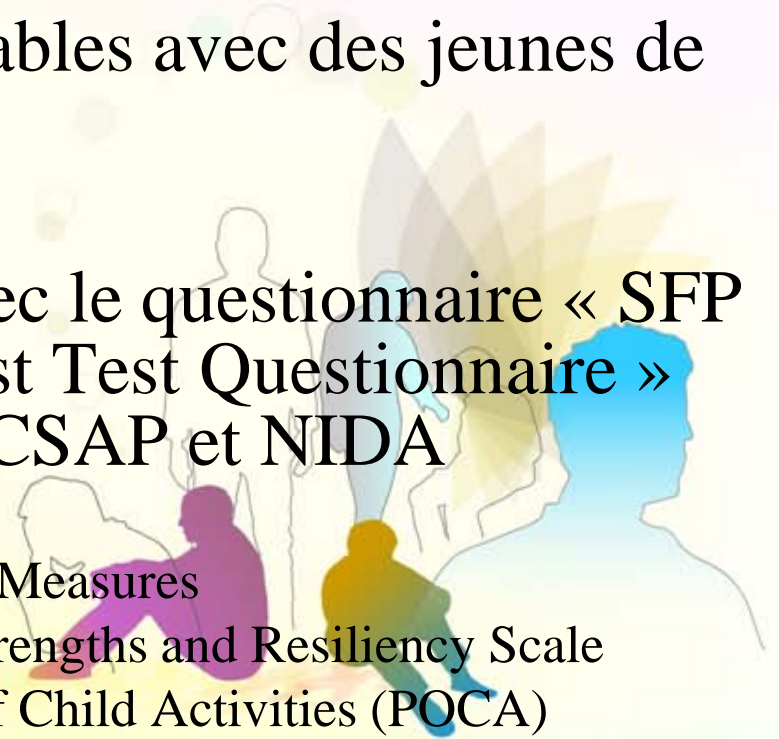 ables avec des jeunes de
ec le questionnaire « SFP
st Test Questionnaire »
CSAP et NIDA
Measures
rengths and Resiliency Scale
f Child Activities (POCA)